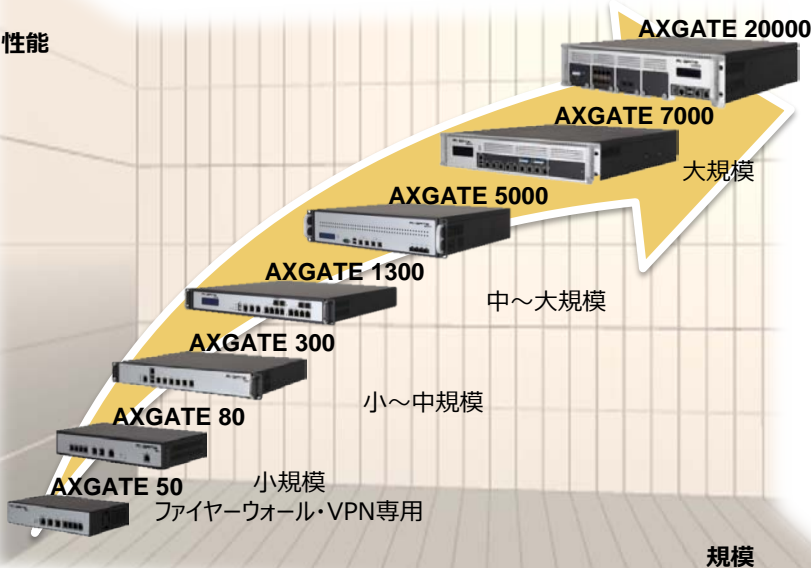 性能
AXGATE 20000
AXGATE 7000
大規模
AXGATE 5000
AXGATE 1300
中～大規模
AXGATE 300
小～中規模
AXGATE 80
AXGATE 50
小規模
ファイヤーウォール・VPN専用
規模